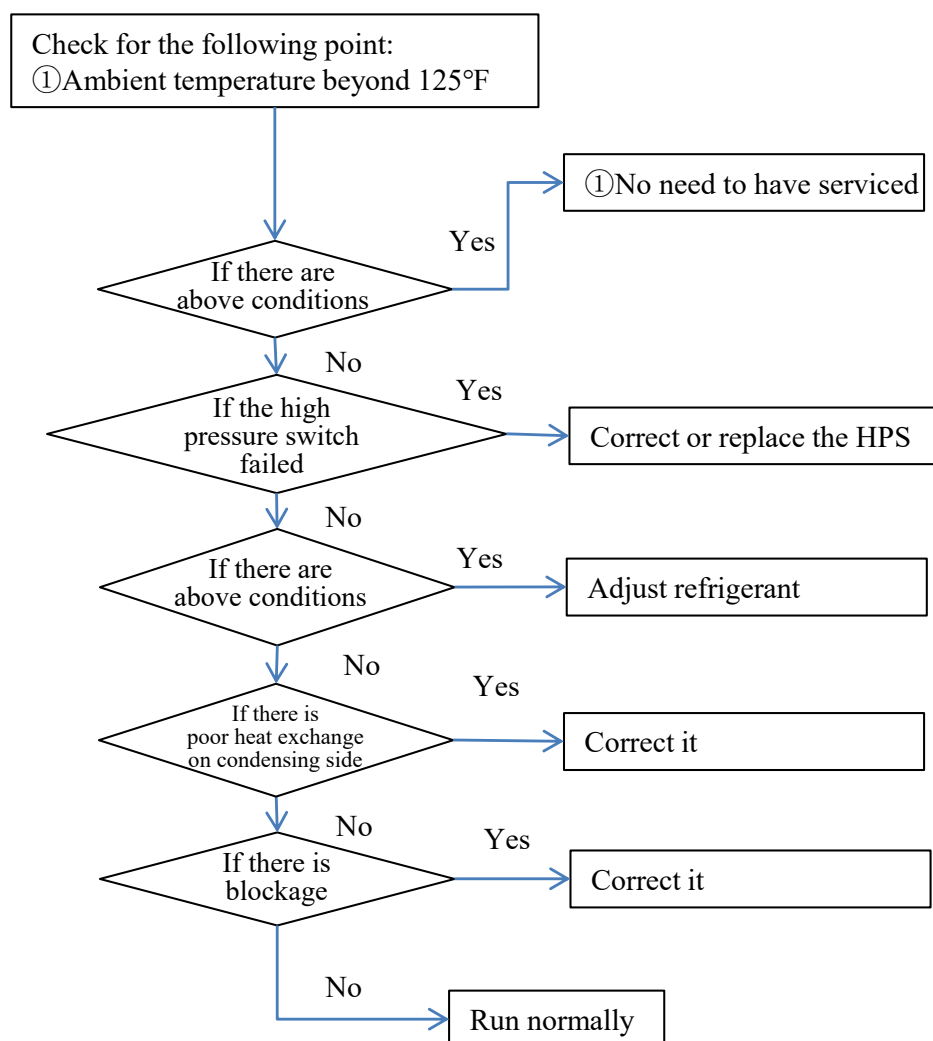 Check for the following point:
①Ambient temperature beyond 125°F
①No need to have serviced
Yes
If there are
above conditions
No
Yes
If the high
pressure switch
failed
Correct or replace the HPS
No
Yes
If there are
above conditions
Adjust refrigerant
No
Yes
If there is
poor heat exchange
on condensing side
Correct it
No
Yes
If there is
blockage
Correct it
No
Run normally